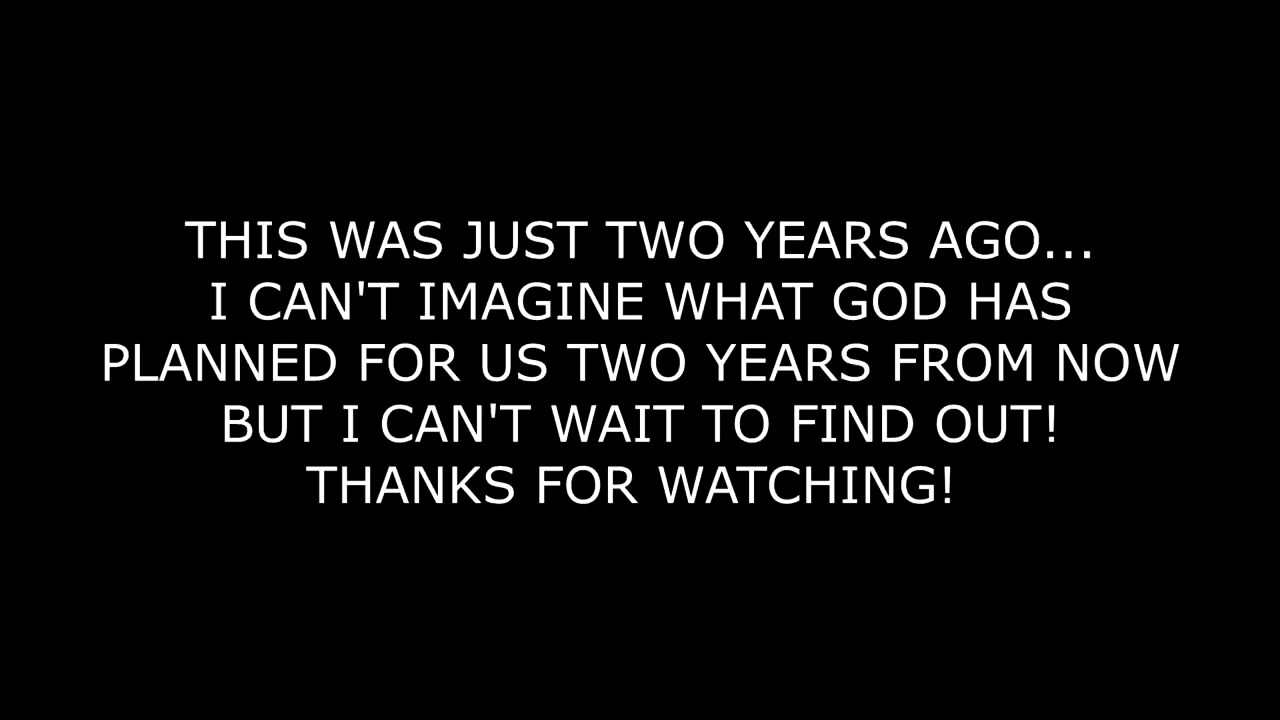 THIS WAS JUST TWO YEARS AGO...
I CAN'T IMAGINE WHAT GOD HAS
PLANNED FOR US TWO YEARS FROM NOW
BUT I CAN'T WAIT TO FIND OUT!
THANKS FOR WATCHING!